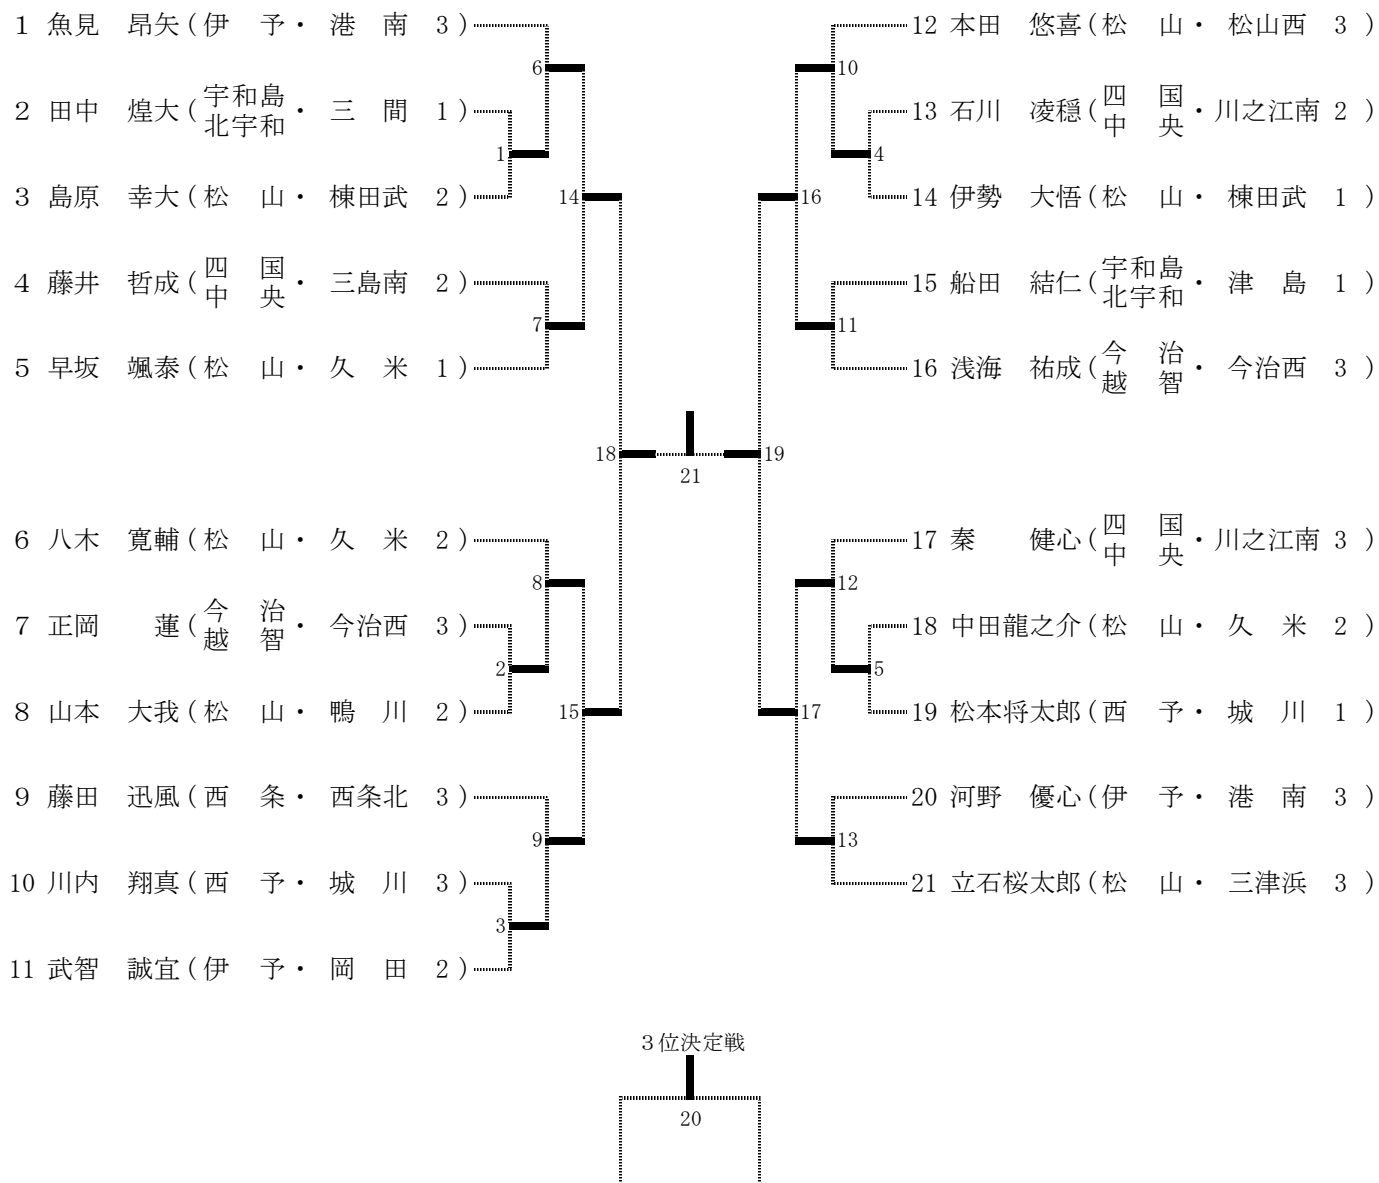 1 魚見 昂矢(伊 予・ 港 南 3 )
6
2 田中 煌大(宇和島北宇和・ 三 間 1 )
1
3 島原 幸大(松 山・ 棟田武 2 )
14
4 藤井 哲成(四国中央・ 三島南 2 )
7
5 早坂 颯泰(松 山・ 久 米 1 )
18
6 八木 寛輔(松 山・ 久 米 2 )
8
7 正岡 蓮(今治越智・ 今治西 3 )
2
8 山本 大我(松 山・ 鴨 川 2 )
15
9 藤田 迅風(西 条・ 西条北 3 )
9
10 川内 翔真(西 予・ 城 川 3 )
3
11 武智 誠宜(伊 予・ 岡 田 2 )
21
12 本田 悠喜(松 山・ 松山西 3 )
10
13 石川 凌穏(四国中央・川之江南 2 )
4
14 伊勢 大悟(松 山・ 棟田武 1 )
16
15 船田 結仁(宇和島北宇和・ 津 島 1 )
11
16 浅海 祐成(今治越智・ 今治西 3 )
19
17 秦 健心(四国中央・川之江南 3 )
12
18 中田龍之介(松 山・ 久 米 2 )
5
19 松本将太郎(西 予・ 城 川 1 )
17
20 河野 優心(伊 予・ 港 南 3 )
13
21 立石桜太郎(松 山・ 三津浜 3 )
３位決定戦
20